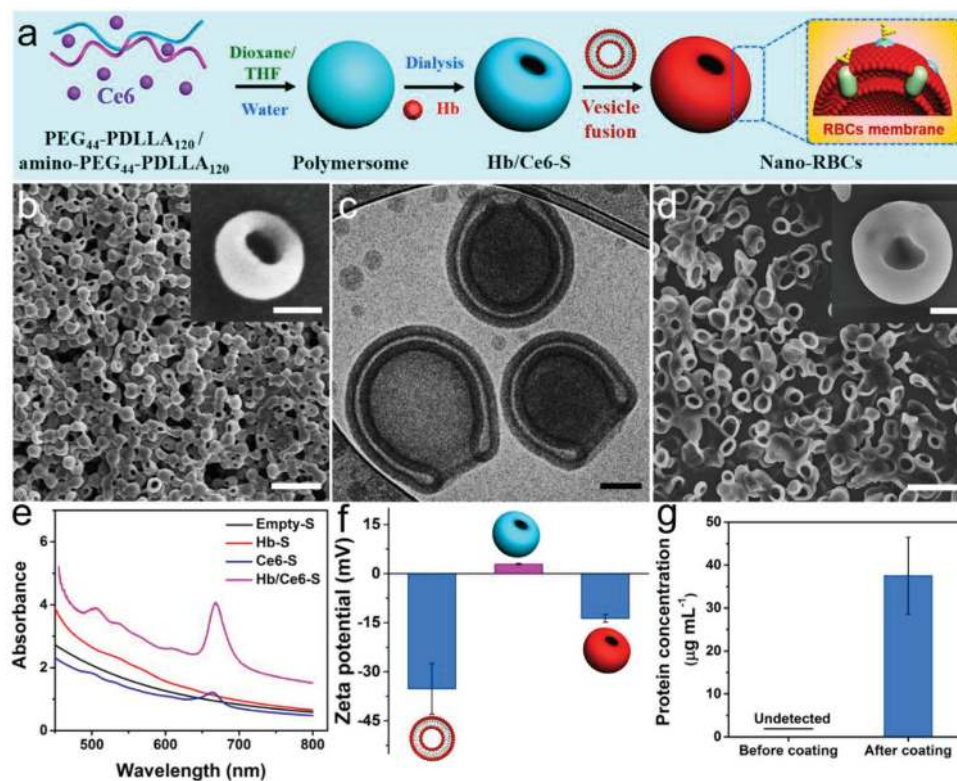 a
Ce6
PEG44-PDLLA120 /
amino-PEG44-PDLLA120
Dioxane/
THF
Water
Polymersome
Dialysis
Hb
Hb/Ce6-S
Vesicle
fusion
Nano-RBCs
RBCs membrane
b
c
d
e
Absorbance
6
4
2
0
Empty-S
Hb-S
Ce6-S
Hb/Ce6-S
500 600 700 800
Wavelength (nm)
f
Zeta potential (mV)
15
0
-15
-30
-45
g
Protein concentration
(μg mL⁻¹)
50
40
30
20
10
0
Undetected
Before coating After coating